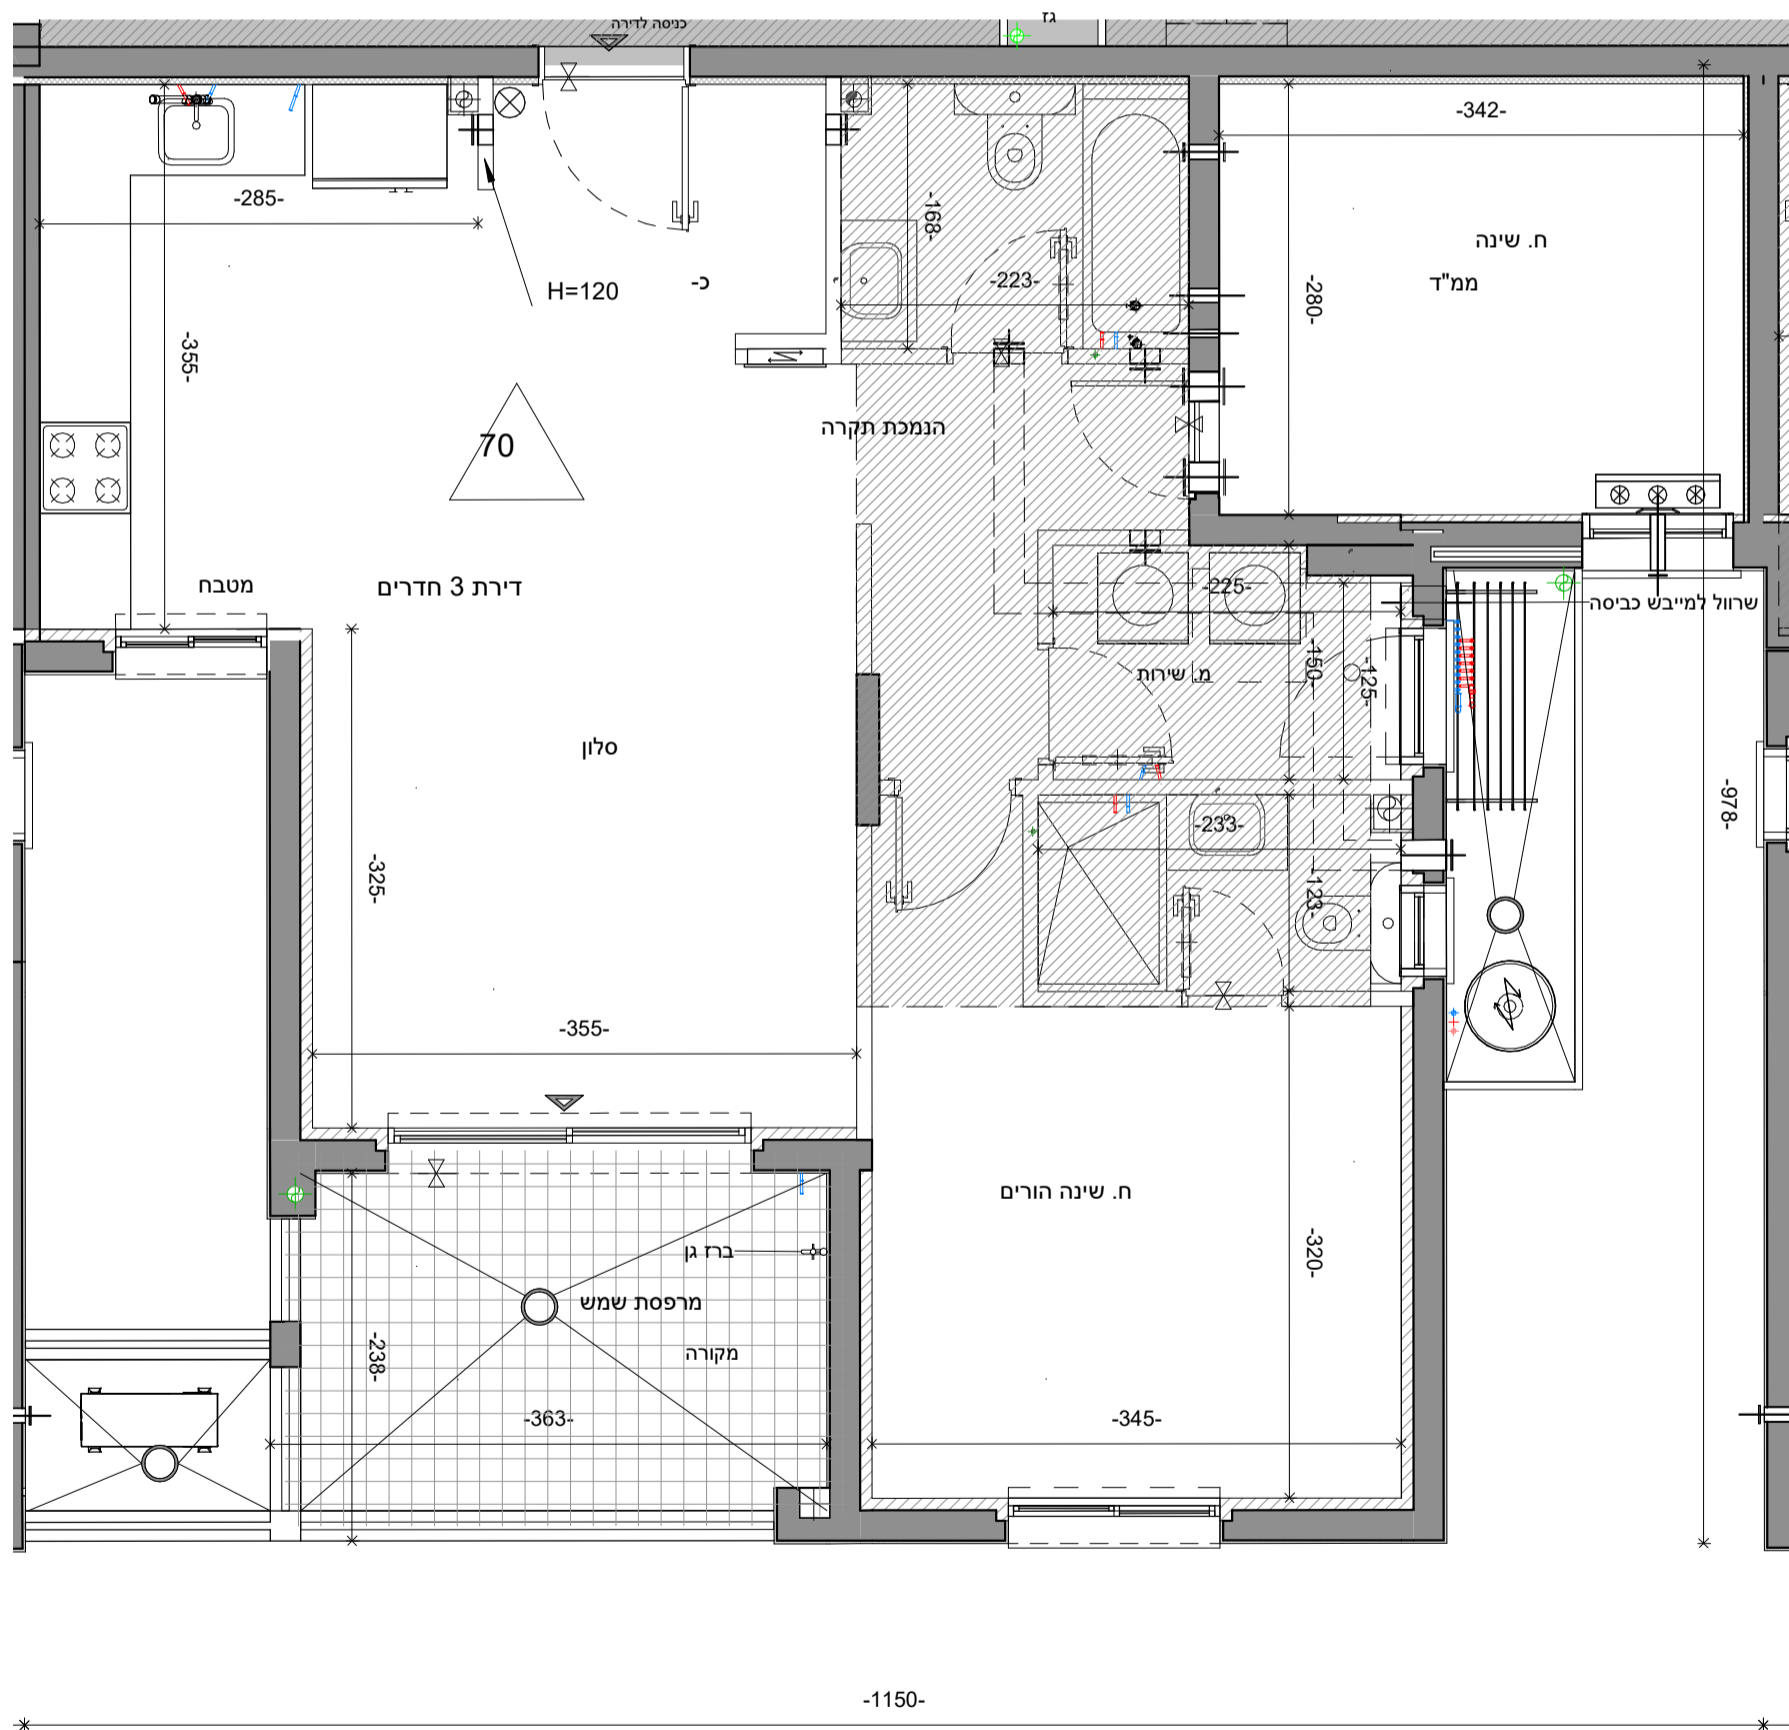 כניסה לדירה
גז
-342-
-285-
-168-
ח. שינה
ממ"ד
-223-
-280-
H=120
כ-
-355-
הנמכת תקרה
70
מטבח
דירת 3 חדרים
-225-
שרוול למייבש כביסה
-150-
-125-
מ. שירות
סלון
-978-
-233-
-325-
-123-
-355-
ח. שינה הורים
ברז גן
-320-
מרפסת שמש
מקורה
-238-
-363-
-345-
-1150-